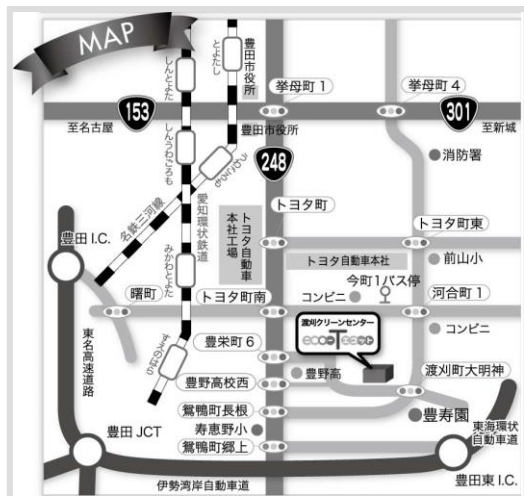 MAP
しんとよた
とよたし
豊田市役所
挙母町 1
挙母町 4
153
301
至名古屋
豊田市役所
至新城
しんうわごろも
うわごろも
248
消防署
名鉄三河線
愛知環状鉄道
トヨタ町
トヨタ自動車
本社工場
トヨタ町東
豊田 I.C.
みかわとよた
トヨタ自動車本社
前山小
今町1バス停
曙町
トヨタ町南
コンビニ
河合町 1
東名高速道路
渡刈クリーンセンター
コンビニ
豊栄町 6
すえのはら
豊野高
渡刈町大明神
豊野高校西
鴛鴨町長根
豊寿園
豊田 JCT
寿恵野小
東海環状
自動車道
鴛鴨町郷上
豊田東 I.C.
伊勢湾岸自動車道